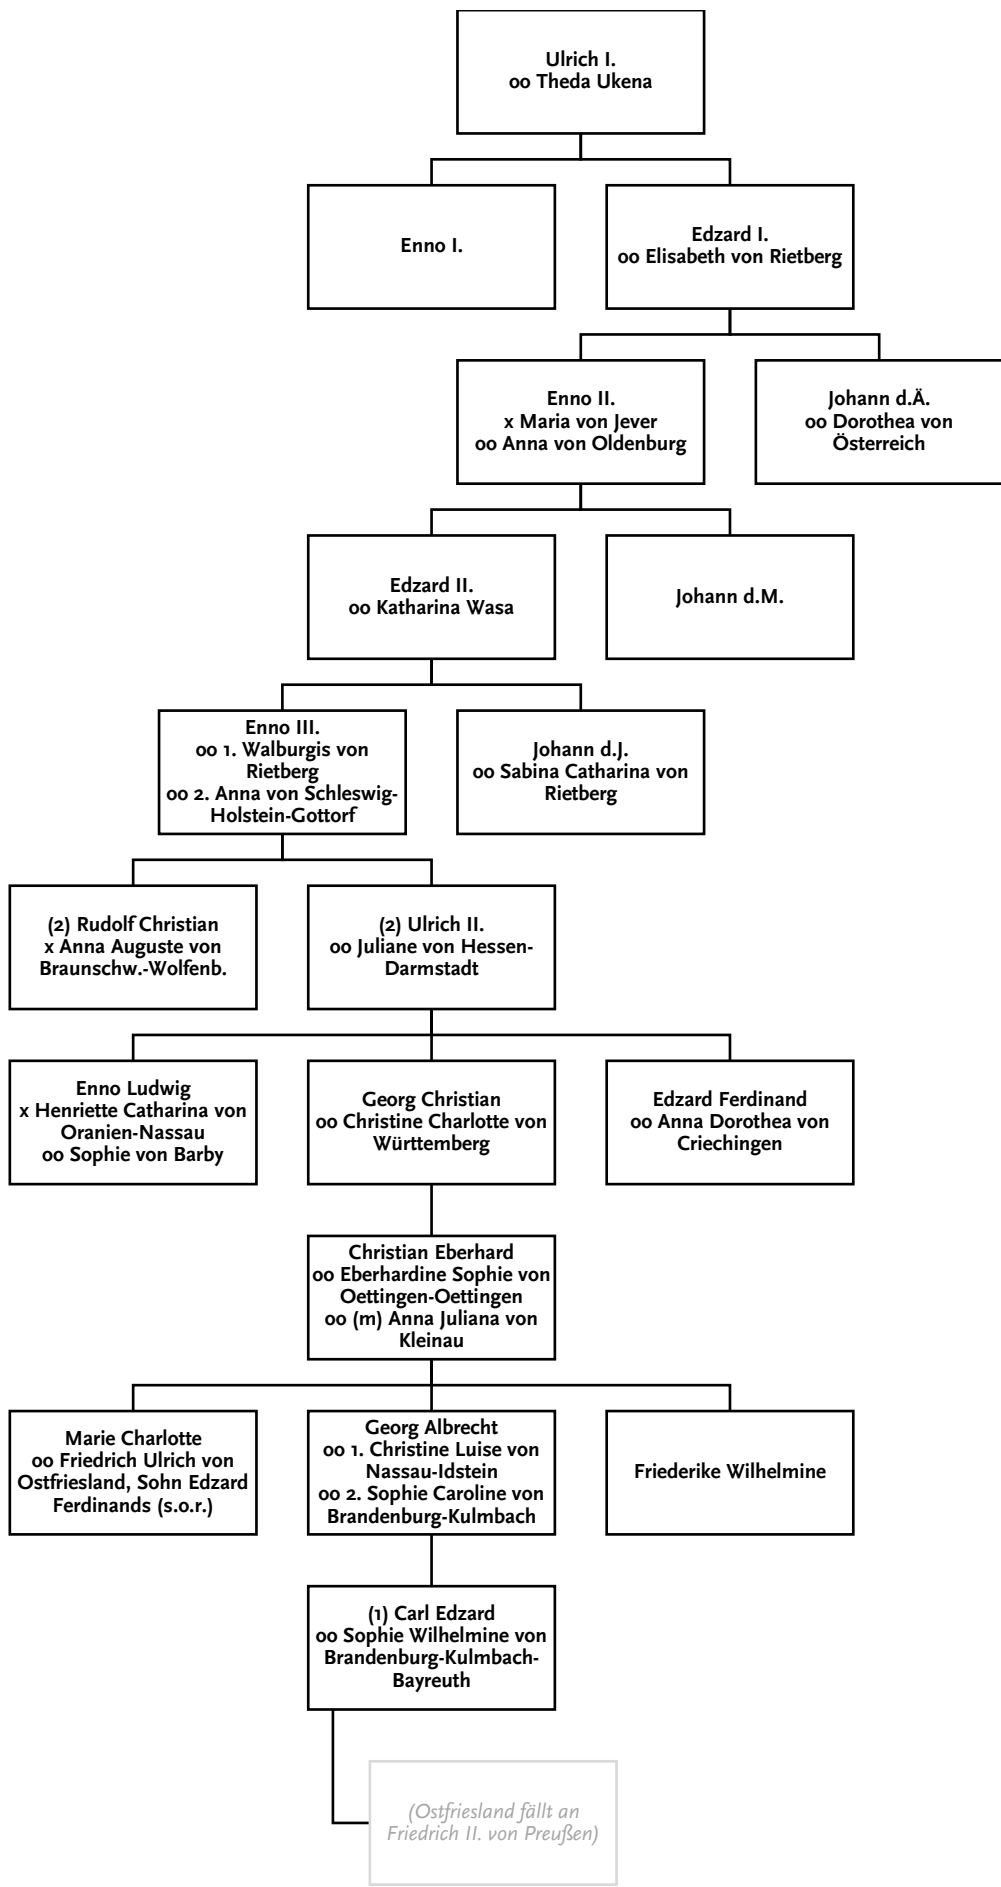 Ulrich I.
oo Theda Ukena
Enno I.
Edzard I.
oo Elisabeth von Rietberg
Enno II.
x Maria von Jever
oo Anna von Oldenburg
Johann d.Ä.
oo Dorothea von
Österreich
Edzard II.
oo Katharina Wasa
Johann d.M.
Enno III.
oo 1. Walburgis von
Rietberg
oo 2. Anna von Schleswig-
Holstein-Gottorf
Johann d.J.
oo Sabina Catharina von
Rietberg
(2) Rudolf Christian
x Anna Auguste von
Braunschw.-Wolfenb.
(2) Ulrich II.
oo Juliane von Hessen-
Darmstadt
Enno Ludwig
x Henriette Catharina von
Oranien-Nassau
oo Sophie von Barby
Georg Christian
oo Christine Charlotte von
Württemberg
Edzard Ferdinand
oo Anna Dorothea von
Criechingen
Christian Eberhard
oo Eberhardine Sophie von
Oettingen-Oettingen
oo (m) Anna Juliana von
Kleinau
Marie Charlotte
oo Friedrich Ulrich von
Ostfriesland, Sohn Edzard
Ferdinands (s.o.r.)
Georg Albrecht
oo 1. Christine Luise von
Nassau-Idstein
oo 2. Sophie Caroline von
Brandenburg-Kulmbach
Friederike Wilhelmine
(1) Carl Edzard
oo Sophie Wilhelmine von
Brandenburg-Kulmbach-
Bayreuth
(Ostfriesland fällt an
Friedrich II. von Preußen)